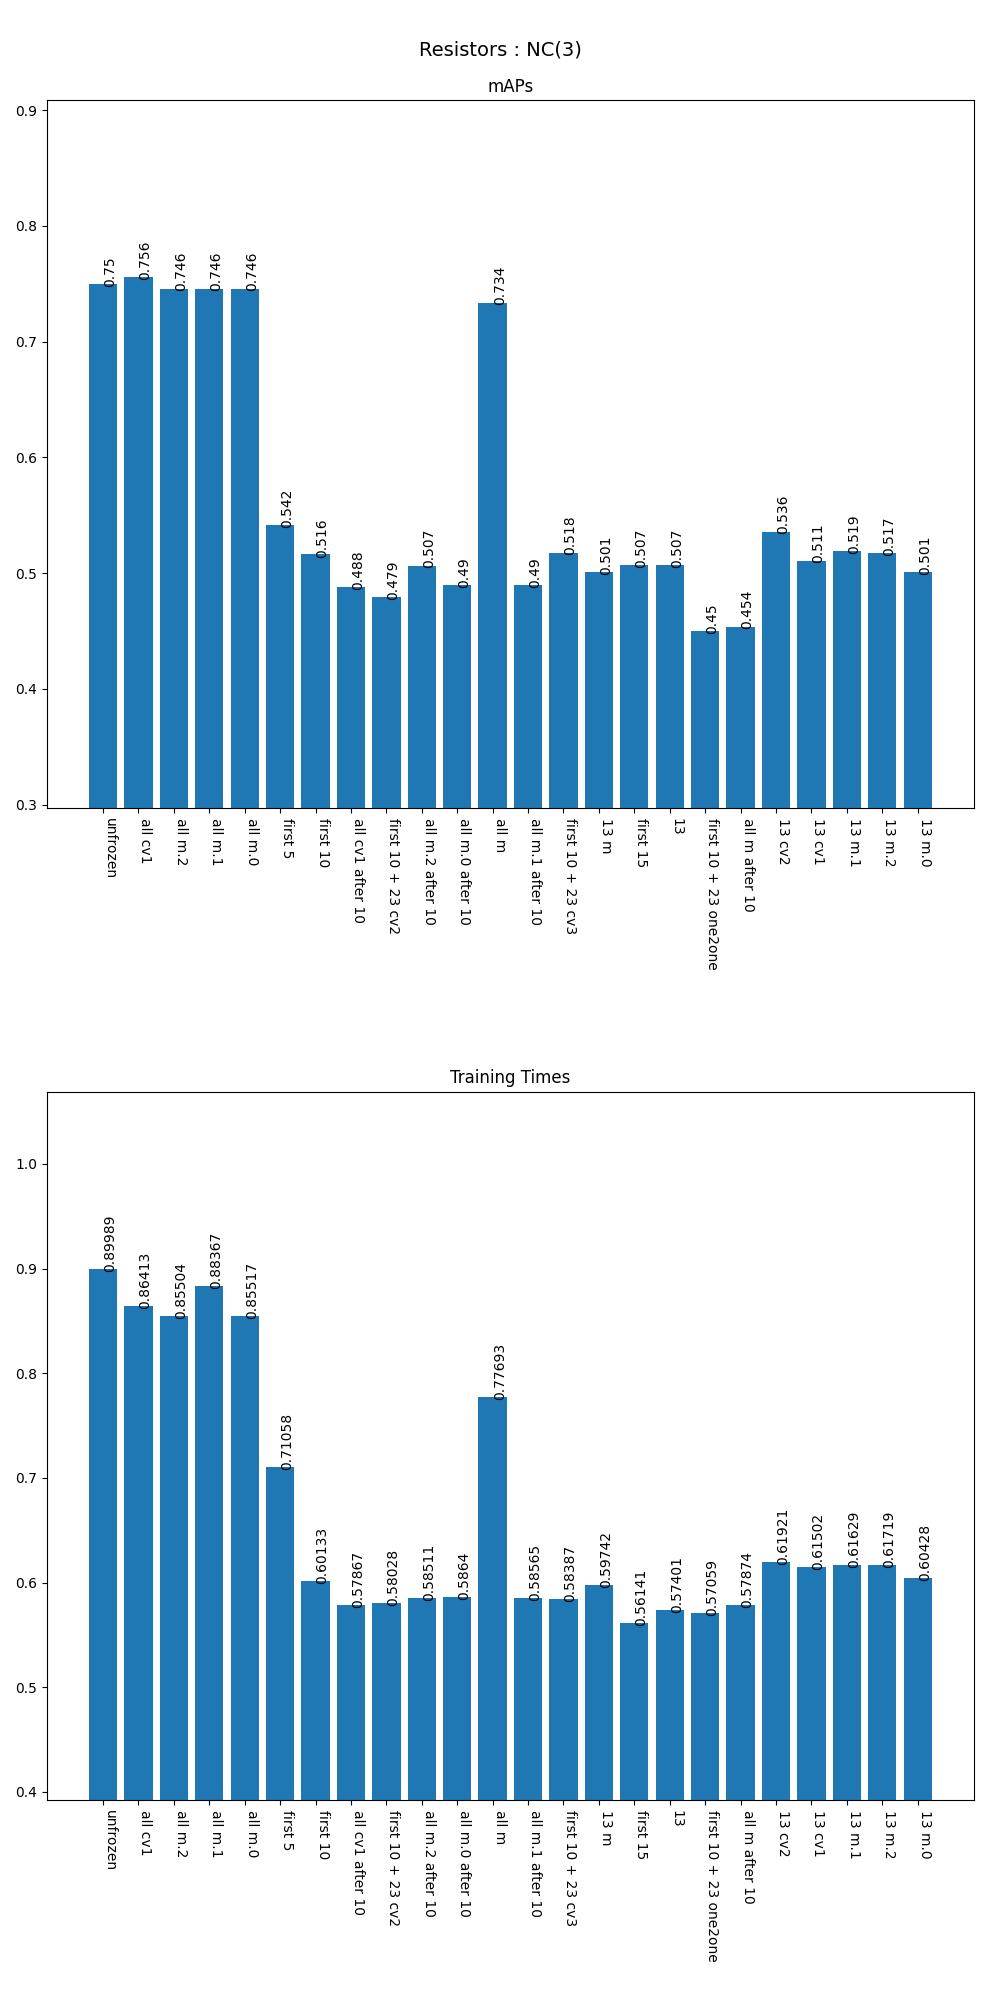 Resistors : NC(3)
mAPs
0.9
0.8
0.7
0.6
0.5
0.4
0.3
0.75
0.756
0.746
0.746
0.746
0.542
0.516
0.488
0.479
0.507
0.49
0.734
0.49
0.518
0.501
0.507
0.507
0.45
0.454
0.536
0.511
0.519
0.517
0.501
unfrozen
all cv1
all m.2
all m.1
all m.0
first 5
first 10
all cv1 after 10
first 10 + 23 cv2
all m.2 after 10
all m.0 after 10
all m
all m.1 after 10
first 10 + 23 cv3
13 m
first 15
13
first 10 + 23 one2one
all m after 10
13 cv2
13 cv1
13 m.1
13 m.2
13 m.0
Training Times
1.0
0.9
0.8
0.7
0.6
0.5
0.4
0.89989
0.86413
0.85504
0.88367
0.85517
0.71058
0.60133
0.57867
0.58028
0.58511
0.5864
0.77693
0.58565
0.58387
0.59742
0.56141
0.57401
0.57059
0.57874
0.61921
0.61502
0.61629
0.61719
0.60428
unfrozen
all cv1
all m.2
all m.1
all m.0
first 5
first 10
all cv1 after 10
first 10 + 23 cv2
all m.2 after 10
all m.0 after 10
all m
all m.1 after 10
first 10 + 23 cv3
13 m
first 15
13
first 10 + 23 one2one
all m after 10
13 cv2
13 cv1
13 m.1
13 m.2
13 m.0